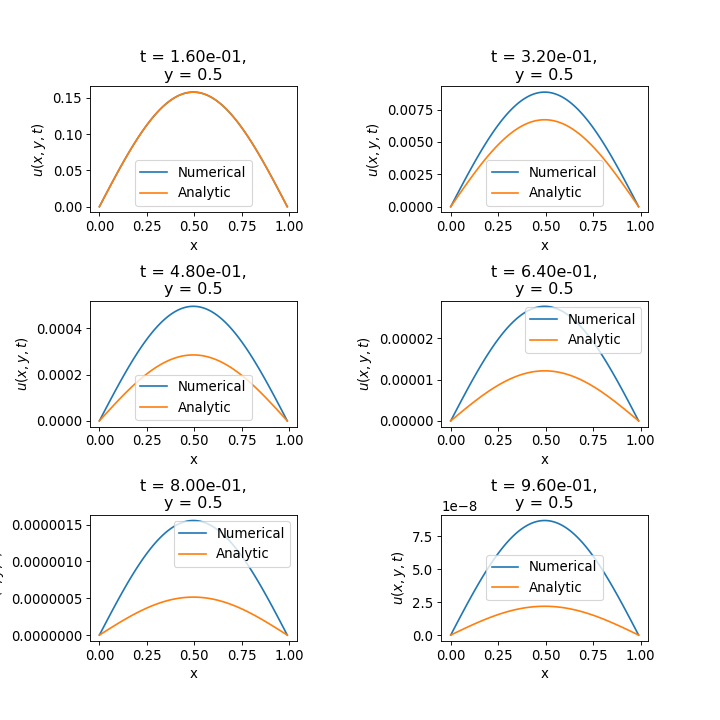 t = 1.60e-01,
y = 0.5
0.15
0.10
0.05
0.00
u(x, y, t)
Numerical
Analytic
0.00 0.25 0.50 0.75 1.00
x
t = 3.20e-01,
y = 0.5
0.0075
0.0050
0.0025
0.0000
u(x, y, t)
Numerical
Analytic
0.00 0.25 0.50 0.75 1.00
x
t = 4.80e-01,
y = 0.5
0.0004
0.0002
0.0000
u(x, y, t)
Numerical
Analytic
0.00 0.25 0.50 0.75 1.00
x
t = 6.40e-01,
y = 0.5
0.00002
0.00001
0.00000
u(x, y, t)
Numerical
Analytic
0.00 0.25 0.50 0.75 1.00
x
t = 8.00e-01,
y = 0.5
0.0000015
0.0000010
0.0000005
0.0000000
Numerical
Analytic
0.00 0.25 0.50 0.75 1.00
x
t = 9.60e-01,
y = 0.5
1e−8
7.5
5.0
2.5
0.0
u(x, y, t)
Numerical
Analytic
0.00 0.25 0.50 0.75 1.00
x